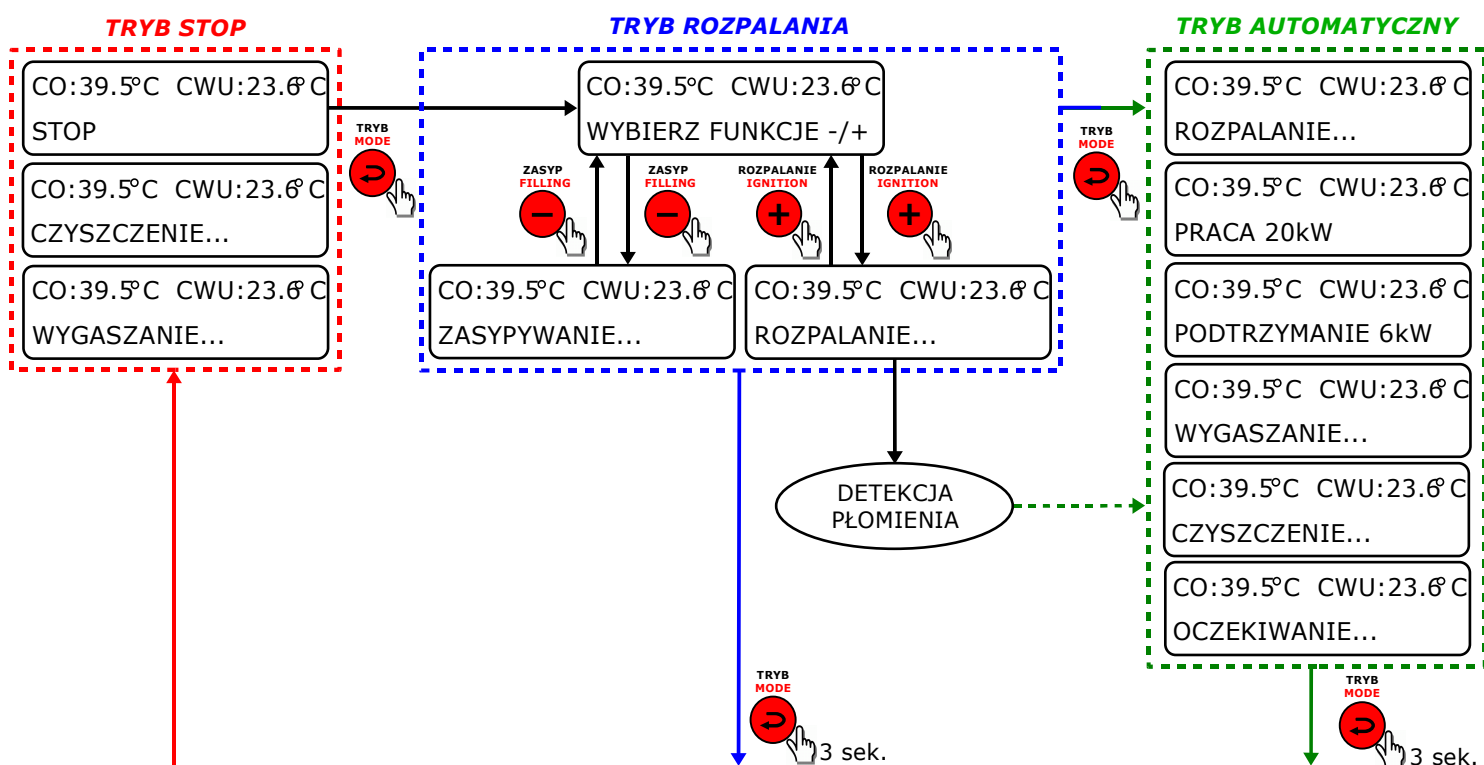 TRYB STOP
CO:39.5°C CWU:23.6°C
STOP
CO:39.5°C CWU:23.6°C
CZYSZCZENIE...
CO:39.5°C CWU:23.6°C
WYGASZANIE...
TRYB
MODE
TRYB ROZPALANIA
CO:39.5°C CWU:23.6°C
WYBIERZ FUNKCJE -/+
ZASYP
FILLING
ZASYP
FILLING
ROZPALANIE
IGNITION
ROZPALANIE
IGNITION
CO:39.5°C CWU:23.6°C
ZASYPYWANIE...
CO:39.5°C CWU:23.6°C
ROZPALANIE...
DETEKCJA
PŁOMIENIA
TRYB
MODE
3 sek.
TRYB
MODE
TRYB AUTOMATYCZNY
CO:39.5°C CWU:23.6°C
ROZPALANIE...
CO:39.5°C CWU:23.6°C
PRACA 20kW
CO:39.5°C CWU:23.6°C
PODTRZYMANIE 6kW
CO:39.5°C CWU:23.6°C
WYGASZANIE...
CO:39.5°C CWU:23.6°C
CZYSZCZENIE...
CO:39.5°C CWU:23.6°C
OCZEKIWANIE...
TRYB
MODE
3 sek.